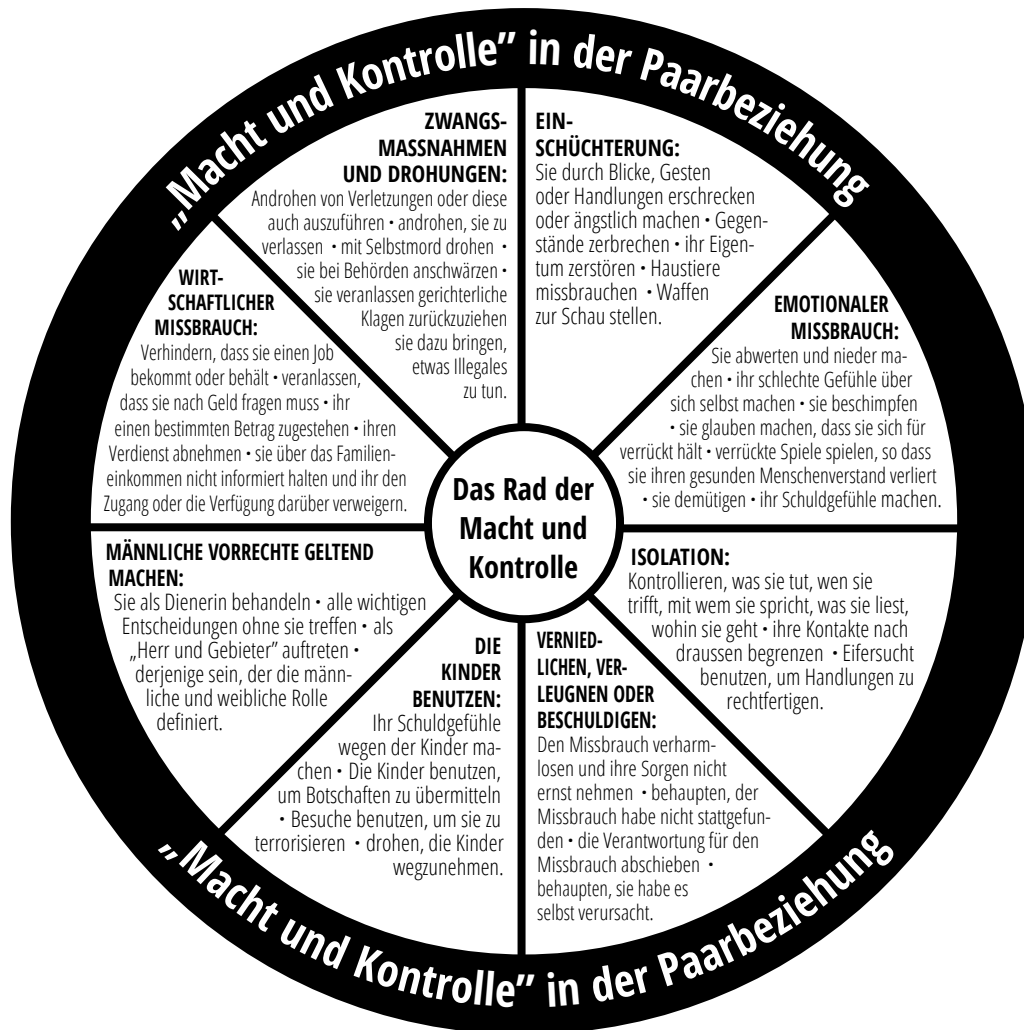 „Macht und Kontrolle” in der Paarbeziehung
ZWANGS-
MASSNAHMEN
UND DROHUNGEN:
Androhen von Verletzungen oder diese
auch auszuführen • androhen, sie zu
verlassen • mit Selbstmord drohen •
sie bei Behörden anschwärzen •
sie veranlassen gerichterliche
Klagen zurückzuziehen
sie dazu bringen,
etwas Illegales
zu tun.
EIN-
SCHÜCHTERUNG:
Sie durch Blicke, Gesten
oder Handlungen erschrecken
oder ängstlich machen • Gegen-
stände zerbrechen • ihr Eigen-
tum zerstören • Haustiere
missbrauchen • Waffen
zur Schau stellen.
EMOTIONALER
MISSBRAUCH:
Sie abwerten und nieder ma-
chen • ihr schlechte Gefühle über
sich selbst machen • sie beschimpfen
• sie glauben machen, dass sie sich für
verrückt hält • verrückte Spiele spielen, so dass
sie ihren gesunden Menschenverstand verliert
• sie demütigen • ihr Schuldgefühle machen.
ISOLATION:
Kontrollieren, was sie tut, wen sie
trifft, mit wem sie spricht, was sie liest,
wohin sie geht • ihre Kontakte nach
draussen begrenzen • Eifersucht
benutzen, um Handlungen zu
rechtfertigen.
VERNIED-
LICHEN, VER-
LEUGNEN ODER
BESCHULDIGEN:
Den Missbrauch verharm-
losen und ihre Sorgen nicht
ernst nehmen • behaupten, der
Missbrauch habe nicht stattgefun-
den • die Verantwortung für den
Missbrauch abschieben •
behaupten, sie habe es
selbst verursacht.
DIE
KINDER
BENUTZEN:
Ihr Schuldgefühle
wegen der Kinder ma-
chen • Die Kinder benutzen,
um Botschaften zu übermitteln
• Besuche benutzen, um sie zu
terrorisieren • drohen, die Kinder
wegzunehmen.
MÄNNLICHE VORRECHTE GELTEND
MACHEN:
Sie als Dienerin behandeln • alle wichtigen
Entscheidungen ohne sie treffen • als
„Herr und Gebieter” auftreten •
derjenige sein, der die männ-
liche und weibliche Rolle
definiert.
WIRT-
SCHAFTLICHER
MISSBRAUCH:
Verhindern, dass sie einen Job
bekommt oder behält • veranlassen,
dass sie nach Geld fragen muss • ihr
einen bestimmten Betrag zugestehen • ihren
Verdienst abnehmen • sie über das Familien-
einkommen nicht informiert halten und ihr den
Zugang oder die Verfügung darüber verweigern.
Das Rad der
Macht und
Kontrolle
„Macht und Kontrolle” in der Paarbeziehung